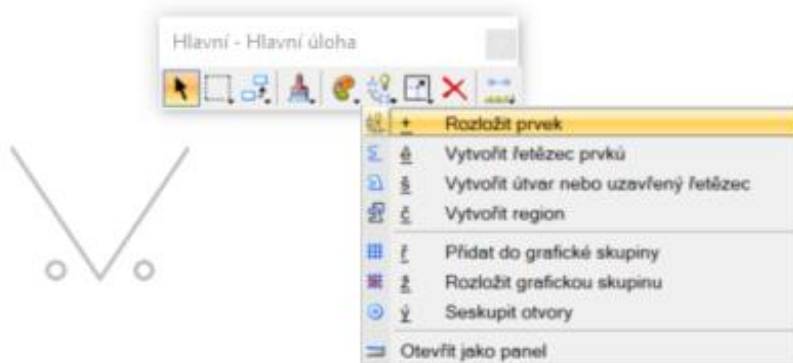 Hlavní - Hlavní úloha
+ Rozložit prvek
ě Vytvořit řetězec prvků
š Vytvořit útvar nebo uzavřený řetězec
č Vytvořit region
ř Přidat do grafické skupiny
ž Rozložit grafickou skupinu
ý Seskupit otvory
Otevřít jako panel